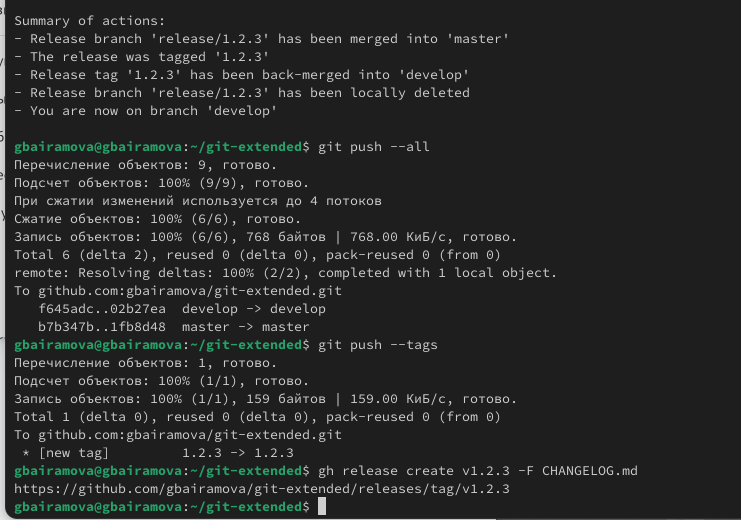 Summary of actions:
- Release branch 'release/1.2.3' has been merged into 'master'
- The release was tagged '1.2.3'
- Release tag '1.2.3' has been back-merged into 'develop'
- Release branch 'release/1.2.3' has been locally deleted
- You are now on branch 'develop'
gbairamova@gbairamova:~/git-extended$ git push --all
Перечисление объектов: 9, готово.
Подсчет объектов: 100% (9/9), готово.
При сжатии изменений используется до 4 потоков
Сжатие объектов: 100% (6/6), готово.
Запись объектов: 100% (6/6), 768 байтов | 768.00 КиБ/с, готово.
Total 6 (delta 2), reused 0 (delta 0), pack-reused 0 (from 0)
remote: Resolving deltas: 100% (2/2), completed with 1 local object.
To github.com:gbairamova/git-extended.git
f645adc..02b27ea  develop -> develop
b7b347b..1fb8d48  master -> master
gbairamova@gbairamova:~/git-extended$ git push --tags
Перечисление объектов: 1, готово.
Подсчет объектов: 100% (1/1), готово.
Запись объектов: 100% (1/1), 159 байтов | 159.00 КиБ/с, готово.
Total 1 (delta 0), reused 0 (delta 0), pack-reused 0 (from 0)
To github.com:gbairamova/git-extended.git
* [new tag]         1.2.3 -> 1.2.3
gbairamova@gbairamova:~/git-extended$ gh release create v1.2.3 -F CHANGELOG.md
https://github.com/gbairamova/git-extended/releases/tag/v1.2.3
gbairamova@gbairamova:~/git-extended$